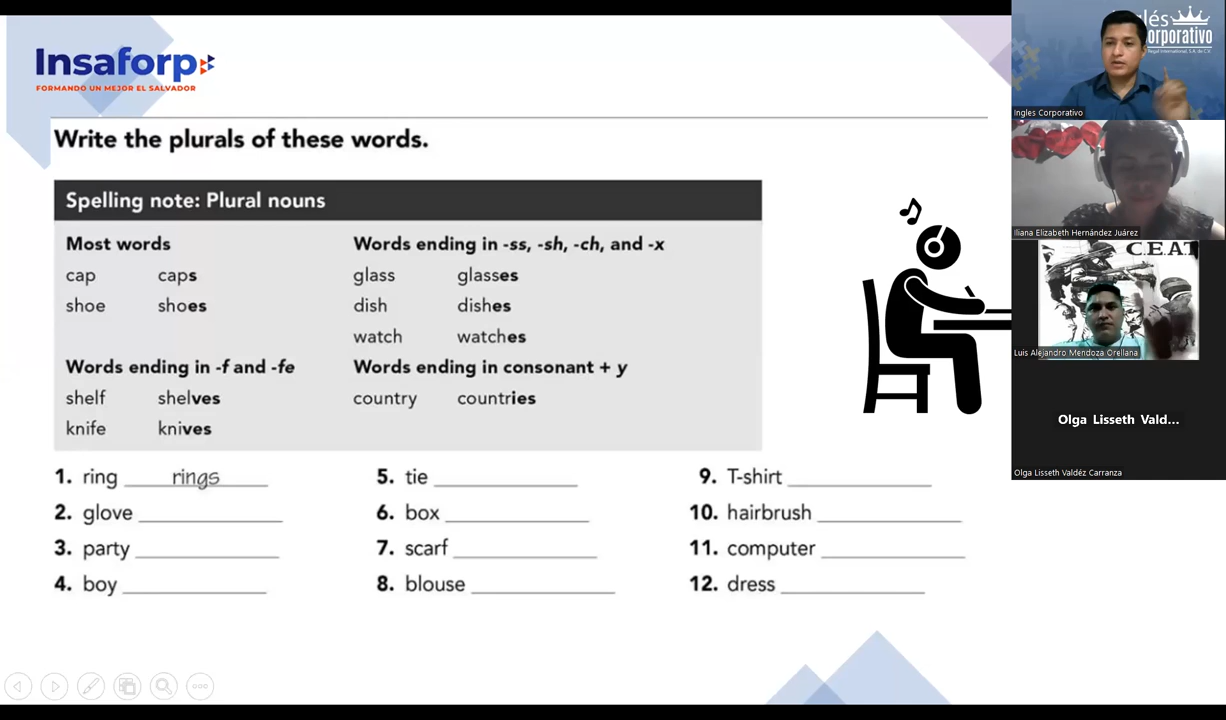 Insaforp
FORMANDO UN MEJOR EL SALVADOR
Write the plurals of these words.
Spelling note: Plural nouns
Most words
cap caps
shoe shoes
Words ending in -f and -fe
shelf shelves
knife knives
Words ending in -ss, -sh, -ch, and -x
glass glasses
dish dishes
watch watches
Words ending in consonant + y
country countries
1. ring rings
2. glove
3. party
4. boy
5. tie
6. box
7. scarf
8. blouse
9. T-shirt
10. hairbrush
11. computer
12. dress
Ingles Corporativo
Iliana Elizabeth Hernández Juárez
C.E.A.T
Luis Alejandro Mendoza Orellana
Olga Lisseth Vald...
Olga Lisseth Valdéz Carranza